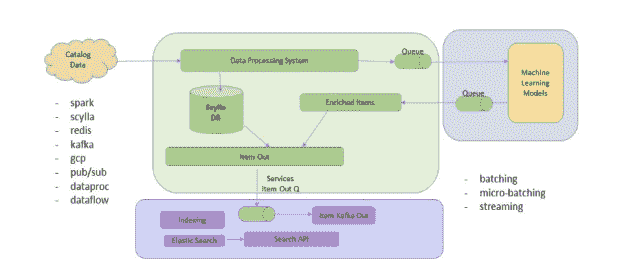 Catalog
Data
Data Processing System
Queue
Machine
Learning
Models
Queue
Scylla
DB
Enriched Items
Item Out
Services
Item Out Q
Item Kafka Out
Indexing
Elastic Search
Search API
- spark
- scylla
- redis
- kafka
- gcp
- pub/sub
- dataproc
- dataflow
- batching
- micro-batching
- streaming